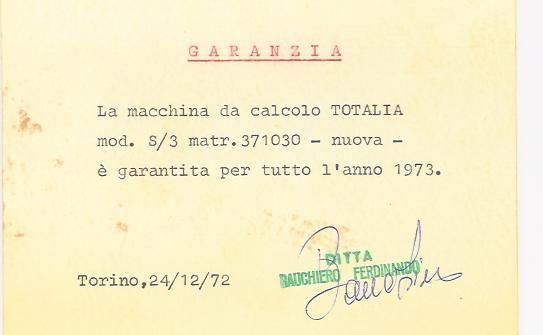 GARANZIA
La macchina da calcolo TOTALIA
mod. S/3 matr.371030 - nuova -
è garantita per tutto l'anno 1973.
DITTA
BAUCHIERO FERDINANDO
Torino,24/12/72